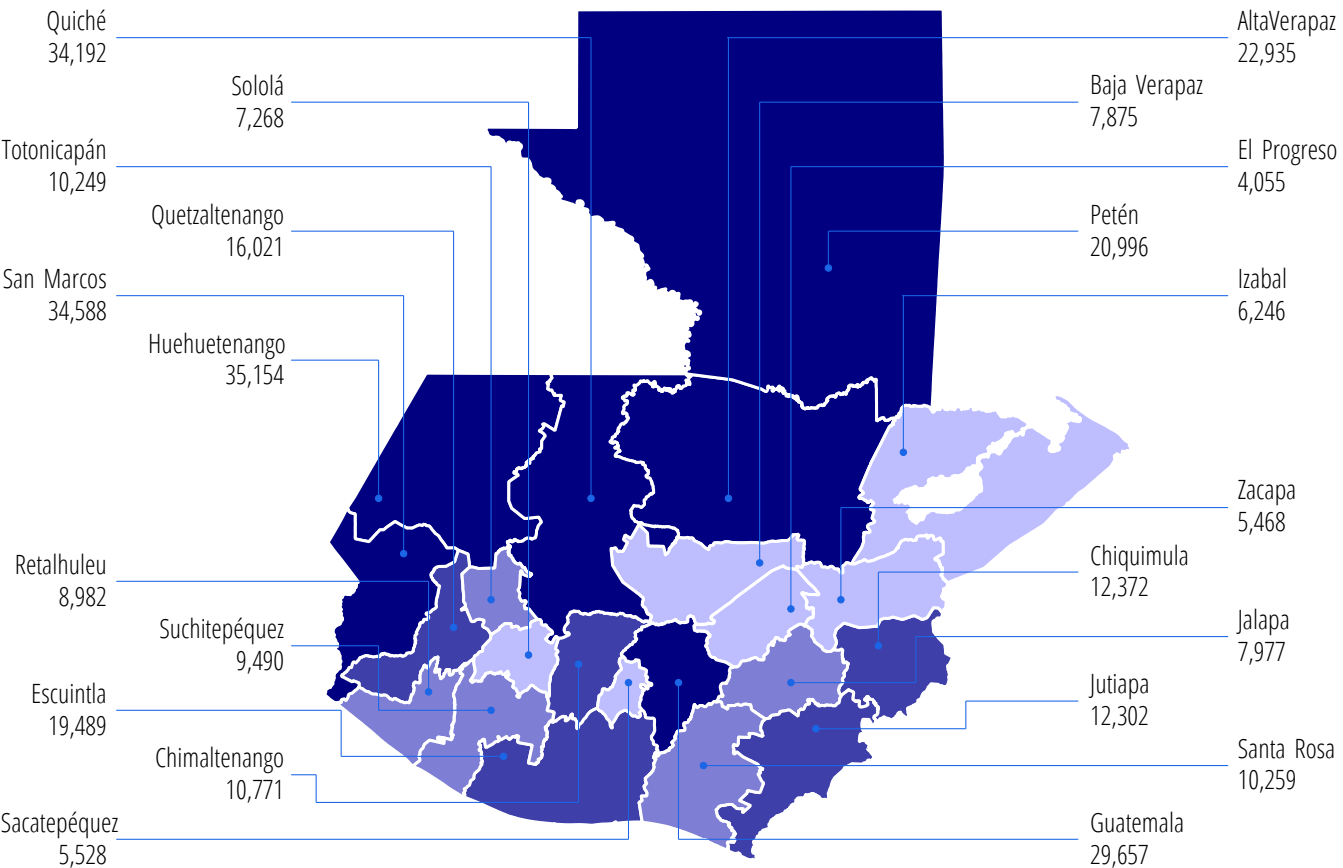 Quiché
34,192
Sololá
7,268
Totonicapán
10,249
Quetzaltenango
16,021
San Marcos
34,588
Huehuetenango
35,154
Retalhuleu
8,982
Suchitepéquez
9,490
Escuintla
19,489
Chimaltenango
10,771
Sacatepéquez
5,528
AltaVerapaz
22,935
Baja Verapaz
7,875
El Progreso
4,055
Petén
20,996
Izabal
6,246
Zacapa
5,468
Chiquimula
12,372
Jalapa
7,977
Jutiapa
12,302
Santa Rosa
10,259
Guatemala
29,657